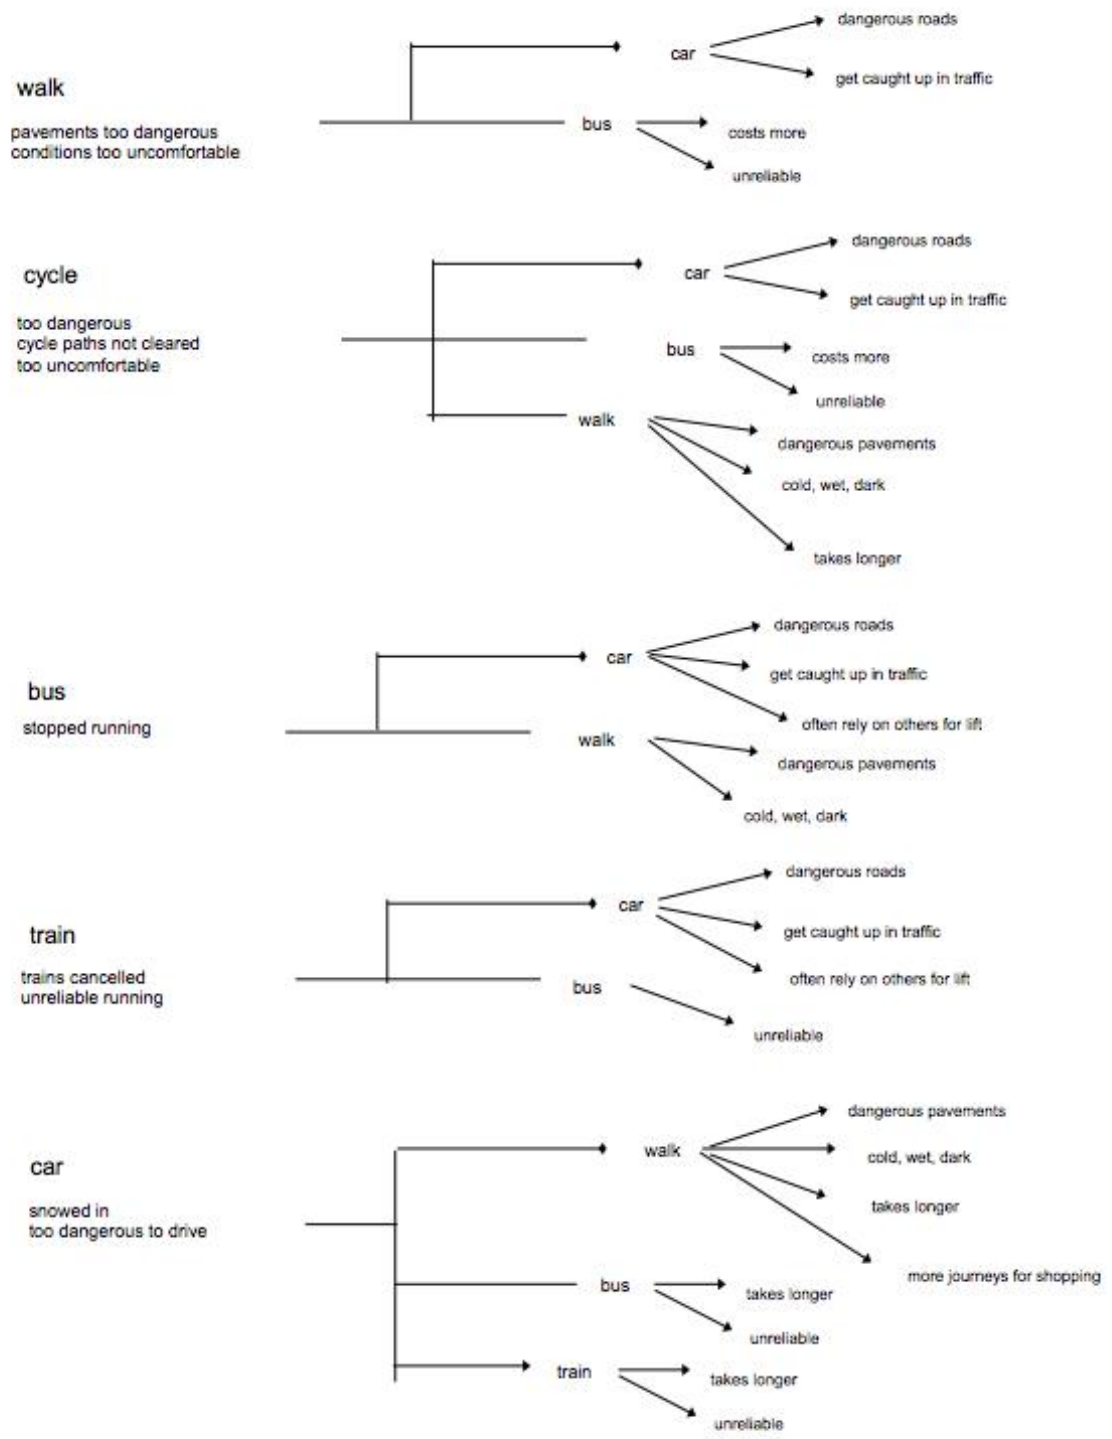 dangerous roads
car
get caught up in traffic
walk
pavements too dangerous
conditions too uncomfortable
bus
costs more
unreliable
dangerous roads
cycle
car
get caught up in traffic
too dangerous
cycle paths not cleared
too uncomfortable
bus
costs more
unreliable
walk
dangerous pavements
cold, wet, dark
takes longer
dangerous roads
car
get caught up in traffic
bus
stopped running
often rely on others for lift
walk
dangerous pavements
cold, wet, dark
dangerous roads
car
get caught up in traffic
train
trains cancelled
unreliable running
often rely on others for lift
bus
unreliable
dangerous pavements
walk
cold, wet, dark
car
takes longer
snowed in
too dangerous to drive
more journeys for shopping
bus
takes longer
unreliable
train
takes longer
unreliable